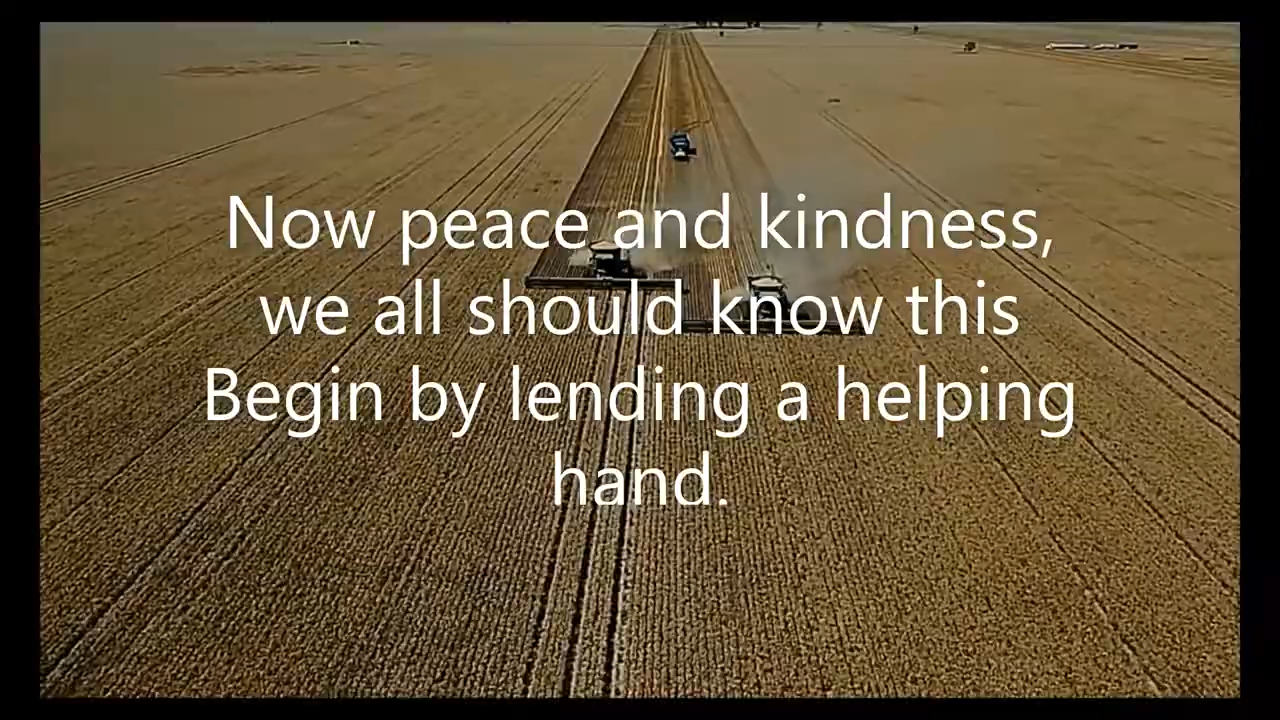 Now peace and kindness,
we all should know this
Begin by lending a helping
hand.